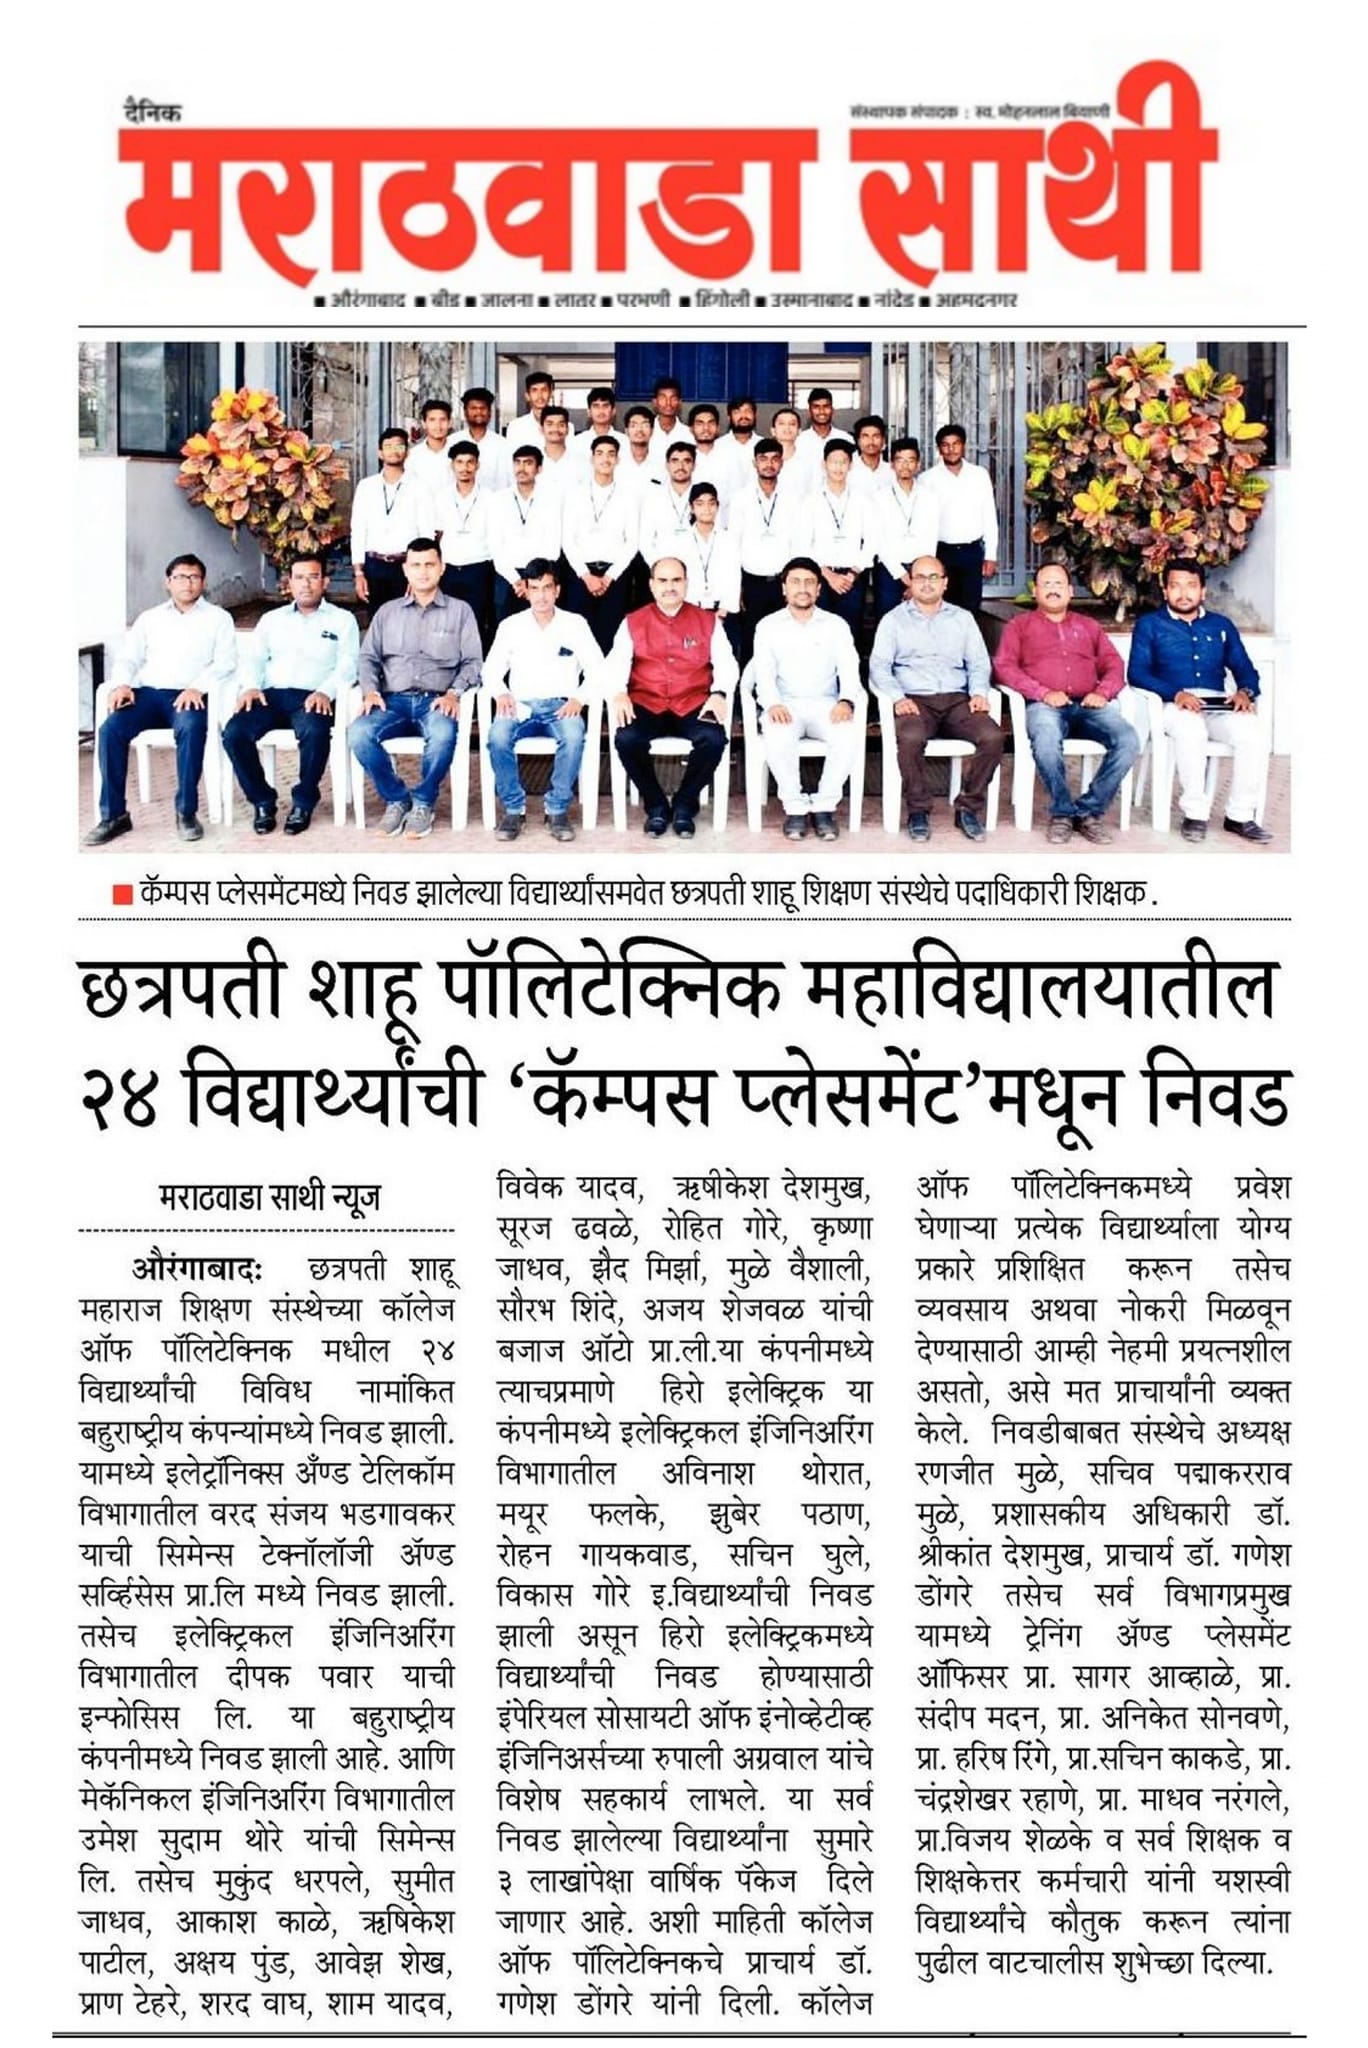 दैनिक
संस्थापक संपादक : स्व. मोहनलाल बियाणी
मराठवाडा साथी
■ औरंगाबाद ■ बीड ■ जालना ■ लातूर ■ परभणी ■ हिंगोली ■ उस्मानाबाद ■ नांदेड ■ अहमदनगर
■ कॅम्पस प्लेसमेंटमध्ये निवड झालेल्या विद्यार्थ्यांसमवेत छत्रपती शाहू शिक्षण संस्थेचे पदाधिकारी शिक्षक.
छत्रपती शाहू पॉलिटेक्निक महाविद्यालयातील
२४ विद्यार्थ्यांची ‘कॅम्पस प्लेसमेंट’मधून निवड
मराठवाडा साथी न्यूज
औरंगाबादः छत्रपती शाहू
महाराज शिक्षण संस्थेच्या कॉलेज
ऑफ पॉलिटेक्निक मधील २४
विद्यार्थ्यांची विविध नामांकित
बहुराष्ट्रीय कंपन्यांमध्ये निवड झाली.
यामध्ये इलेट्रॉनिक्स अँण्ड टेलिकॉम
विभागातील वरद संजय भडगावकर
याची सिमेन्स टेक्नॉलॉजी ॲण्ड
सर्व्हिसेस प्रा.लि मध्ये निवड झाली.
तसेच इलेक्ट्रिकल इंजिनिअरिंग
विभागातील दीपक पवार याची
इन्फोसिस लि. या बहुराष्ट्रीय
कंपनीमध्ये निवड झाली आहे. आणि
मेकॅनिकल इंजिनिअरिंग विभागातील
उमेश सुदाम थोरे यांची सिमेन्स
लि. तसेच मुकुंद धरपले, सुमीत
जाधव, आकाश काळे, ऋषिकेश
पाटील, अक्षय पुंड, आवेझ शेख,
प्राण टेहरे, शरद वाघ, शाम यादव,
विवेक यादव, ऋषीकेश देशमुख,
सूरज ढवळे, रोहित गोरे, कृष्णा
जाधव, झैद मिर्झा, मुळे वैशाली,
सौरभ शिंदे, अजय शेजवळ यांची
बजाज ऑटो प्रा.ली.या कंपनीमध्ये
त्याचप्रमाणे हिरो इलेक्ट्रिक या
कंपनीमध्ये इलेक्ट्रिकल इंजिनिअरिंग
विभागातील अविनाश थोरात,
मयूर फलके, झुबेर पठाण,
रोहन गायकवाड, सचिन घुले,
विकास गोरे इ.विद्यार्थ्यांची निवड
झाली असून हिरो इलेक्ट्रिकमध्ये
विद्यार्थ्यांची निवड होण्यासाठी
इंपेरियल सोसायटी ऑफ इंनोव्हेटीव्ह
इंजिनिअर्सच्या रुपाली अग्रवाल यांचे
विशेष सहकार्य लाभले. या सर्व
निवड झालेल्या विद्यार्थ्यांना सुमारे
३ लाखांपेक्षा वार्षिक पॅकेज दिले
जाणार आहे. अशी माहिती कॉलेज
ऑफ पॉलिटेक्निकचे प्राचार्य डॉ.
गणेश डोंगरे यांनी दिली. कॉलेज
ऑफ पॉलिटेक्निकमध्ये प्रवेश
घेणाऱ्या प्रत्येक विद्यार्थ्याला योग्य
प्रकारे प्रशिक्षित करून तसेच
व्यवसाय अथवा नोकरी मिळवून
देण्यासाठी आम्ही नेहमी प्रयत्नशील
असतो, असे मत प्राचार्यांनी व्यक्त
केले. निवडीबाबत संस्थेचे अध्यक्ष
रणजीत मुळे, सचिव पद्माकरराव
मुळे, प्रशासकीय अधिकारी डॉ.
श्रीकांत देशमुख, प्राचार्य डॉ. गणेश
डोंगरे तसेच सर्व विभागप्रमुख
यामध्ये ट्रेनिंग ॲण्ड प्लेसमेंट
ऑफिसर प्रा. सागर आव्हाळे, प्रा.
संदीप मदन, प्रा. अनिकेत सोनवणे,
प्रा. हरिष रिंगे, प्रा.सचिन काकडे, प्रा.
चंद्रशेखर रहाणे, प्रा. माधव नरंगले,
प्रा.विजय शेळके व सर्व शिक्षक व
शिक्षकेत्तर कर्मचारी यांनी यशस्वी
विद्यार्थ्यांचे कौतुक करून त्यांना
पुढील वाटचालीस शुभेच्छा दिल्या.